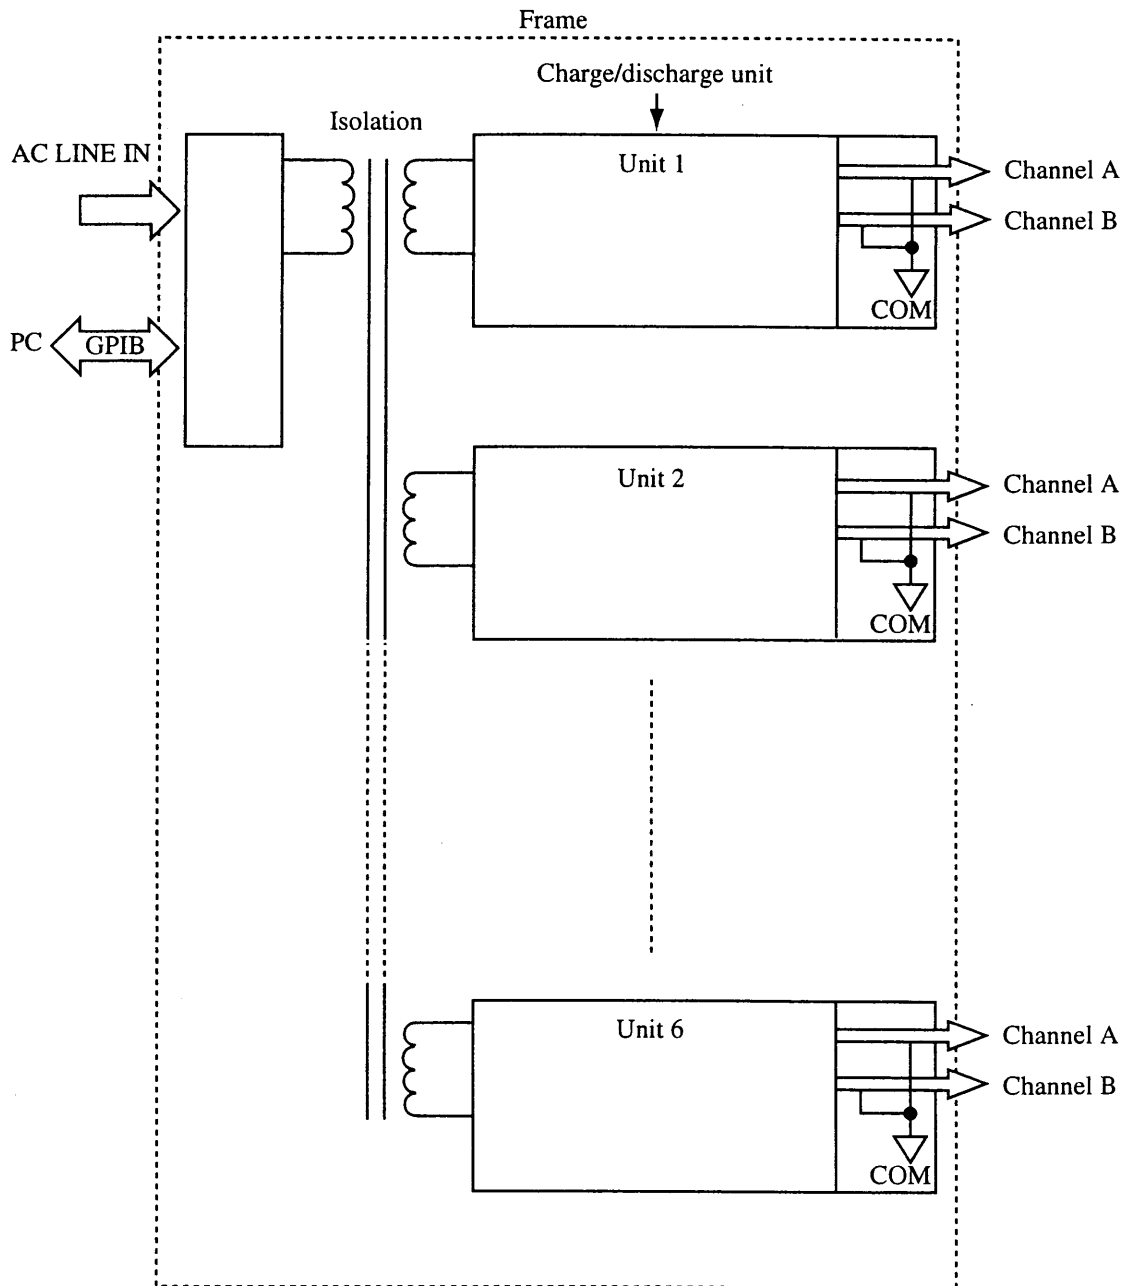 Frame
Charge/discharge unit
Isolation
AC LINE IN
Unit 1
Channel A
Channel B
COM
PC
GPIB
Unit 2
Channel A
Channel B
COM
Unit 6
Channel A
Channel B
COM